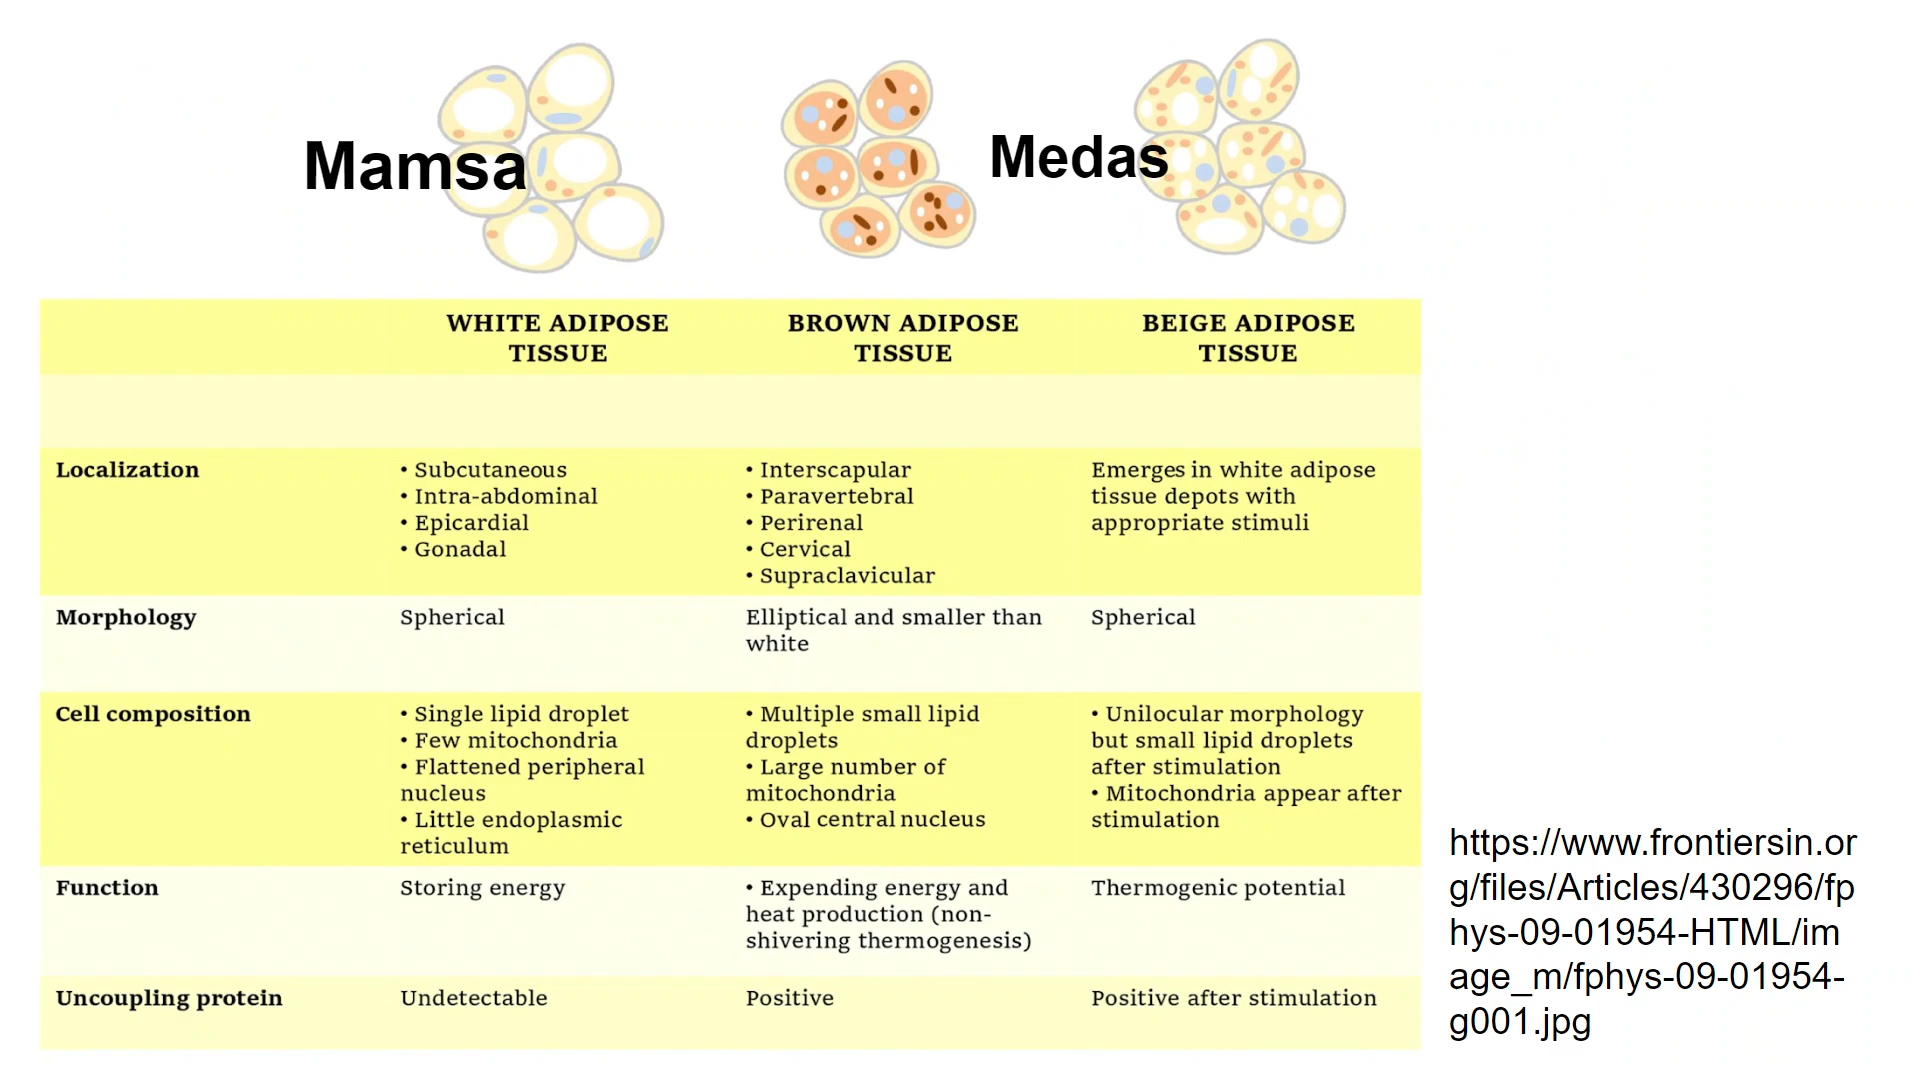 Mamsa
Medas
WHITE ADIPOSE
TISSUE
BROWN ADIPOSE
TISSUE
BEIGE ADIPOSE
TISSUE
Localization
• Subcutaneous
• Intra-abdominal
• Epicardial
• Gonadal
• Interscapular
• Paravertebral
• Perirenal
• Cervical
• Supraclavicular
Emerges in white adipose
tissue depots with
appropriate stimuli
Morphology
Spherical
Elliptical and smaller than
white
Spherical
Cell composition
• Single lipid droplet
• Few mitochondria
• Flattened peripheral
nucleus
• Little endoplasmic
reticulum
• Multiple small lipid
droplets
• Large number of
mitochondria
• Oval central nucleus
• Unilocular morphology
but small lipid droplets
after stimulation
• Mitochondria appear after
stimulation
Function
Storing energy
• Expending energy and
heat production (non-
shivering thermogenesis)
Thermogenic potential
Uncoupling protein
Undetectable
Positive
Positive after stimulation
https://www.frontiersin.or
g/files/Articles/430296/fp
hys-09-01954-HTML/im
age_m/fphys-09-01954-
g001.jpg